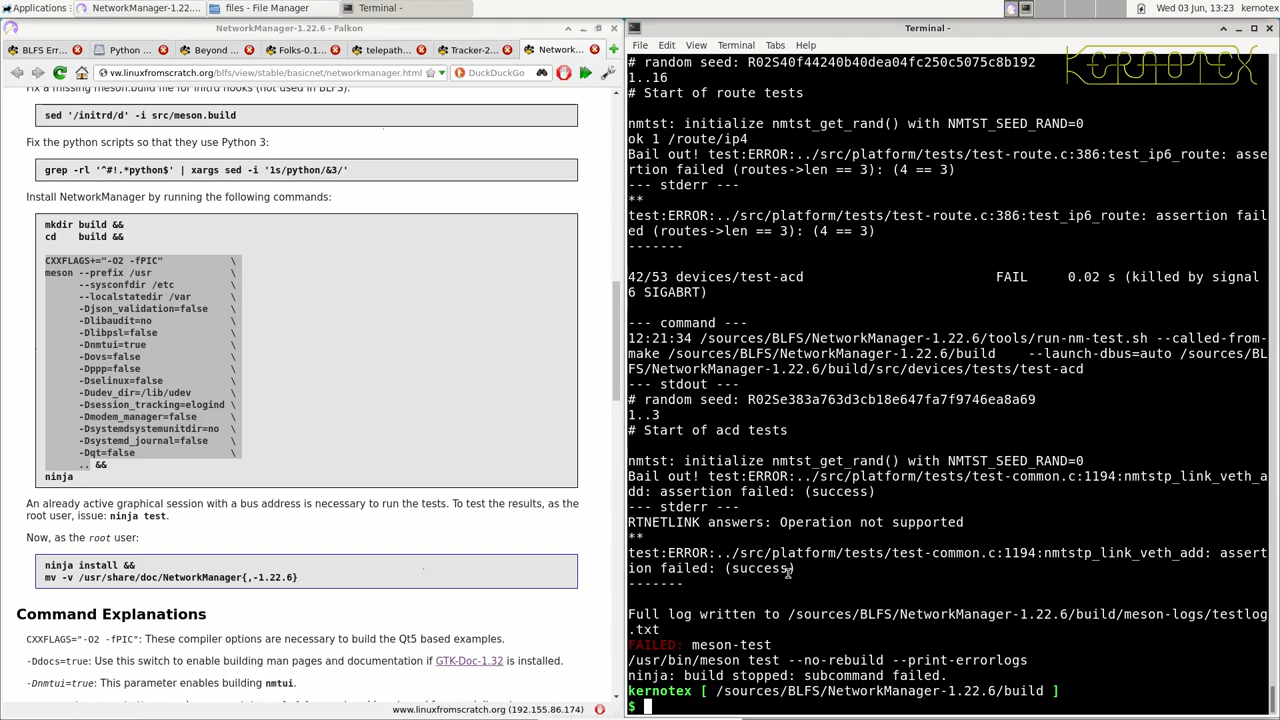 Applications
NetworkManager-1.22....
files - File Manager
Terminal -
Wed 03 Jun, 13:23
kernotex
NetworkManager-1.22.6 - Falkon
BLFS Err...
Python ...
Beyond ...
Folks-0.1...
telepath...
Tracker-2...
Network...
ww.linuxfromscratch.org/blfs/view/stable/basicnet/networkmanager.html
DuckDuckGo
Fix a missing meson.build file for initrd hooks (not used in BLFS):
sed '/initrd/d' -i src/meson.build
Fix the python scripts so that they use Python 3:
grep -rl '^#!.*python$' | xargs sed -i '1s/python/&3/'
Install NetworkManager by running the following commands:
mkdir build &&
cd    build &&
CXXFLAGS+="-O2 -fPIC"            \
meson --prefix /usr              \
      --sysconfdir /etc          \
      --localstatedir /var       \
      -Djson_validation=false    \
      -Dlibaudit=no              \
      -Dlibpsl=false             \
      -Dnmtui=true               \
      -Dovs=false                \
      -Dppp=false                \
      -Dselinux=false            \
      -Dudev_dir=/lib/udev       \
      -Dsession_tracking=elogind \
      -Dmodem_manager=false      \
      -Dsystemdsystemunitdir=no  \
      -Dsystemd_journal=false    \
      -Dqt=false                 \
      .. &&
ninja
An already active graphical session with a bus address is necessary to run the tests. To test the results, as the
root user, issue: ninja test.
Now, as the root user:
ninja install &&
mv -v /usr/share/doc/NetworkManager{,-1.22.6}
Command Explanations
CXXFLAGS="-O2 -fPIC": These compiler options are necessary to build the Qt5 based examples.
-Ddocs=true: Use this switch to enable building man pages and documentation if GTK-Doc-1.32 is installed.
-Dnmtui=true: This parameter enables building nmtui.
www.linuxfromscratch.org (192.155.86.174)
Terminal -
File Edit View Terminal Tabs Help
KERNOTEX
# random seed: R02S40f44240b40dea04fc250c5075c8b192
1..16
# Start of route tests
nmtst: initialize nmtst_get_rand() with NMTST_SEED_RAND=0
ok 1 /route/ip4
Bail out! test:ERROR:../src/platform/tests/test-route.c:386:test_ip6_route: asse
rtion failed (routes->len == 3): (4 == 3)
--- stderr ---
**
test:ERROR:../src/platform/tests/test-route.c:386:test_ip6_route: assertion fail
ed (routes->len == 3): (4 == 3)
-------
42/53 devices/test-acd                        FAIL     0.02 s (killed by signal
6 SIGABRT)
--- command ---
12:21:34 /sources/BLFS/NetworkManager-1.22.6/tools/run-nm-test.sh --called-from-
make /sources/BLFS/NetworkManager-1.22.6/build    --launch-dbus=auto /sources/BL
FS/NetworkManager-1.22.6/build/src/devices/tests/test-acd
--- stdout ---
# random seed: R02Se383a763d3cb18e647fa7f9746ea8a69
1..3
# Start of acd tests
nmtst: initialize nmtst_get_rand() with NMTST_SEED_RAND=0
Bail out! test:ERROR:../src/platform/tests/test-common.c:1194:nmtstp_link_veth_a
dd: assertion failed: (success)
--- stderr ---
RTNETLINK answers: Operation not supported
**
test:ERROR:../src/platform/tests/test-common.c:1194:nmtstp_link_veth_add: assert
ion failed: (success)
-------
Full log written to /sources/BLFS/NetworkManager-1.22.6/build/meson-logs/testlog
.txt
FAILED: meson-test
/usr/bin/meson test --no-rebuild --print-errorlogs
ninja: build stopped: subcommand failed.
kernotex [ /sources/BLFS/NetworkManager-1.22.6/build ]
$